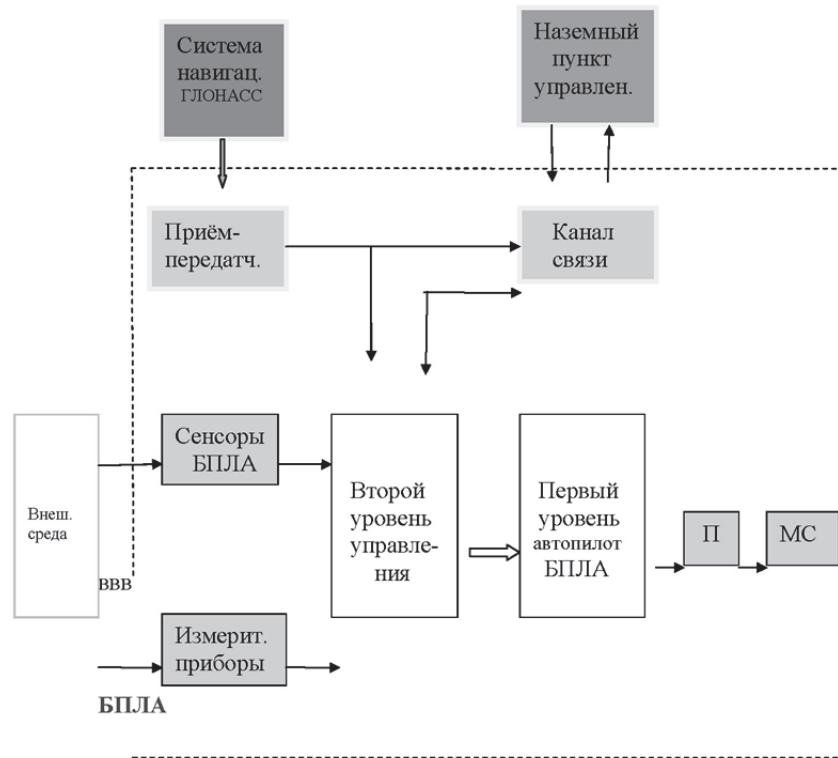 Система
навигац.
ГЛОНАСС
Наземный
пункт
управлен.
Приём-
передатч.
Канал
связи
Внеш.
среда
ВВВ
Сенсоры
БПЛА
Второй
уровень
управле-
ния
Первый
уровень
автопилот
БПЛА
П
МС
Измерит.
приборы
БПЛА